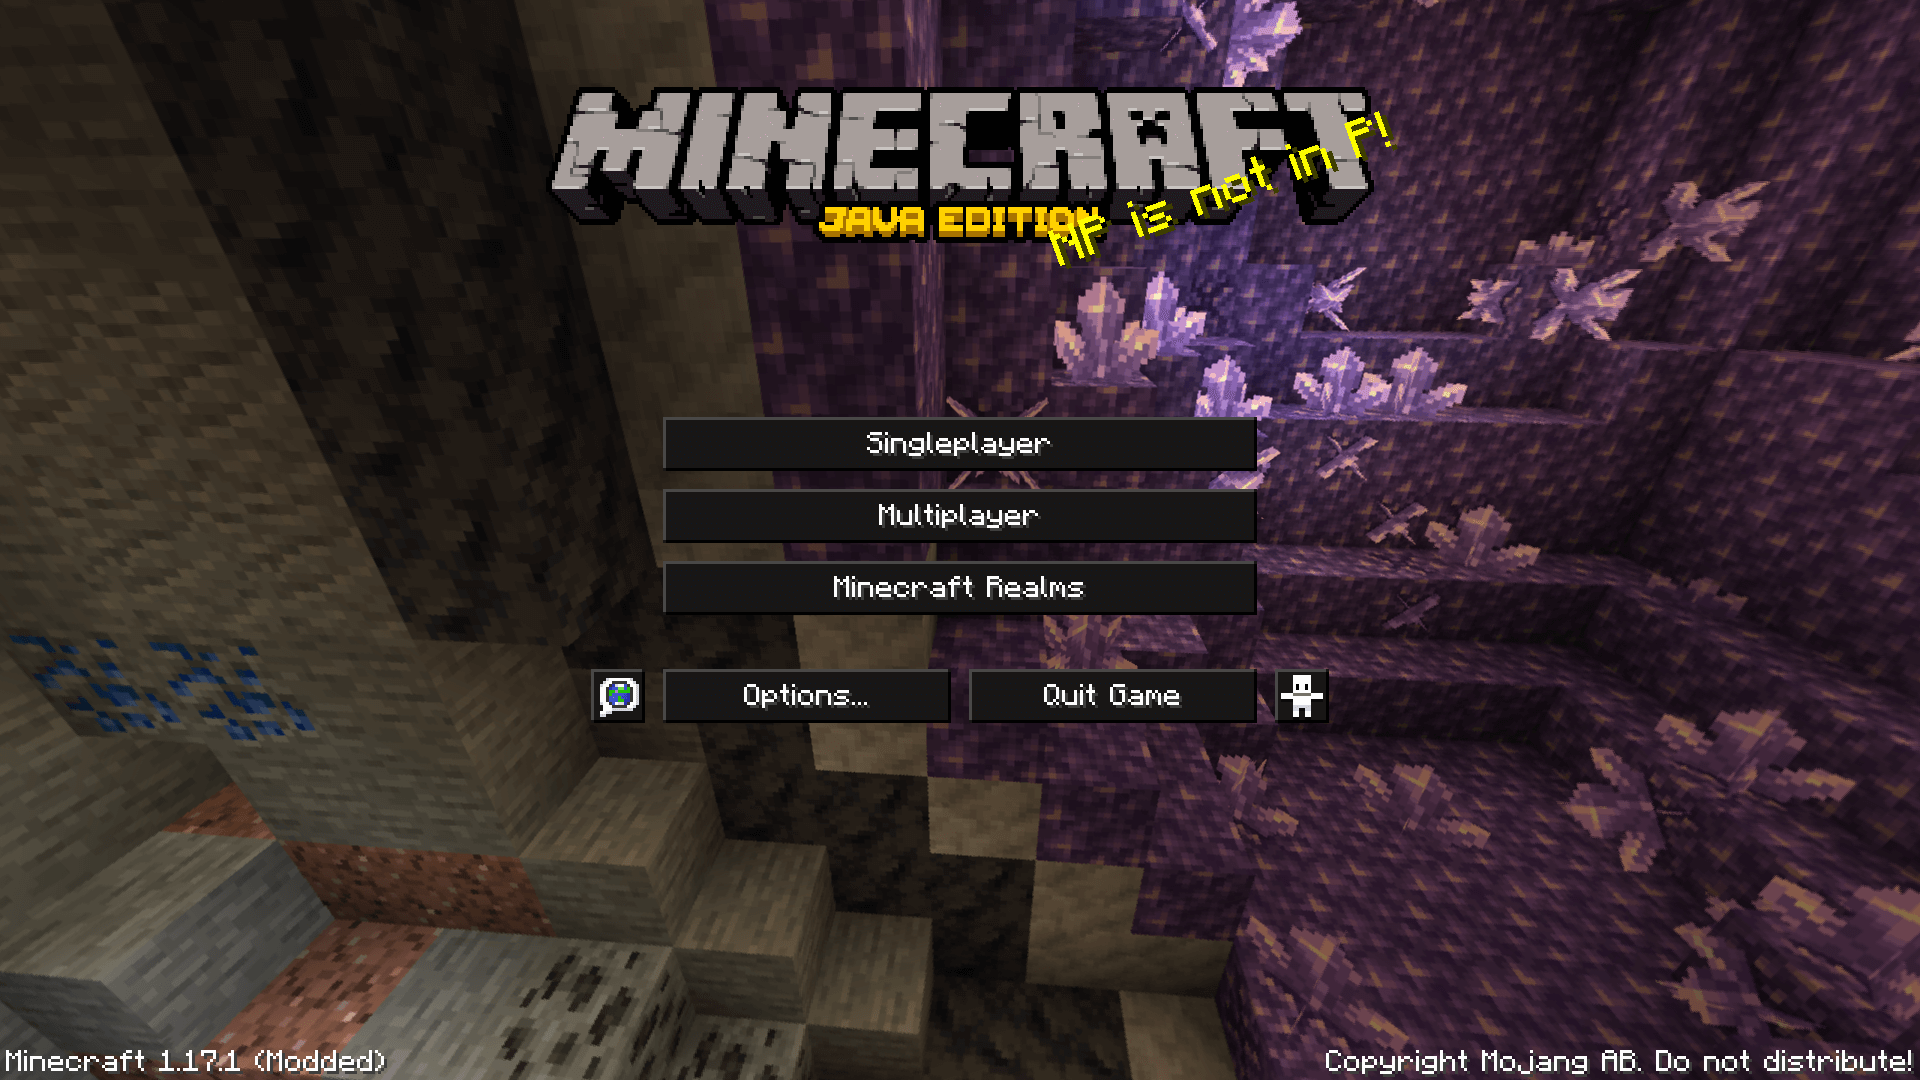 MINECRAFT
JAVA EDITION
MF is not in F!
Singleplayer
Multiplayer
Minecraft Realms
Options...
Quit Game
Minecraft 1.17.1 (Modded)
Copyright Mojang AB. Do not distribute!